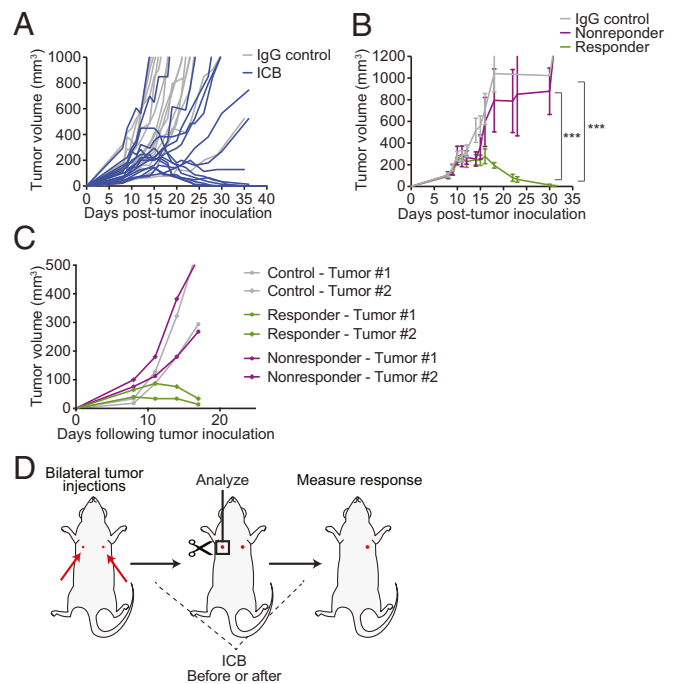 A
Tumor volume (mm³)
1000
800
600
400
200
0
0 5 10 15 20 25 30 35 40
Days post-tumor inoculation
IgG control
ICB
B
IgG control
Nonreponder
Responder
Tumor volume (mm³)
1200
1000
800
600
400
200
0
0 5 10 15 20 25 30 35
Days post-tumor inoculation
***
***
C
Tumor volume (mm³)
500
400
300
200
100
0
0 10 20
Days following tumor inoculation
Control - Tumor #1
Control - Tumor #2
Responder - Tumor #1
Responder - Tumor #2
Nonresponder - Tumor #1
Nonresponder - Tumor #2
D
Bilateral tumor
injections
Analyze
Measure response
ICB
Before or after